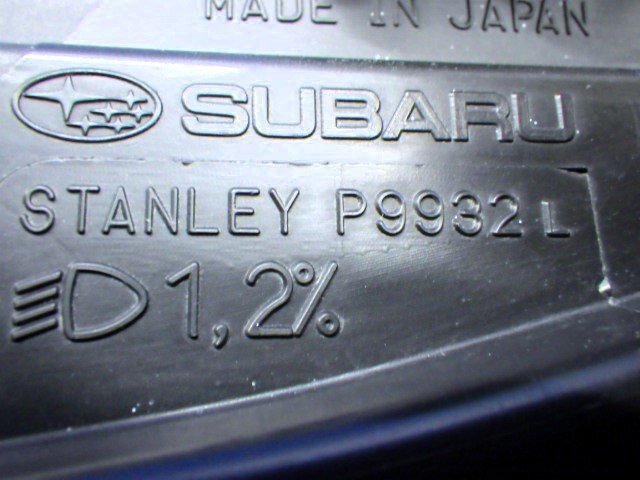 MADE IN JAPAN
SUBARU
STANLEY P9932 L
1,2%